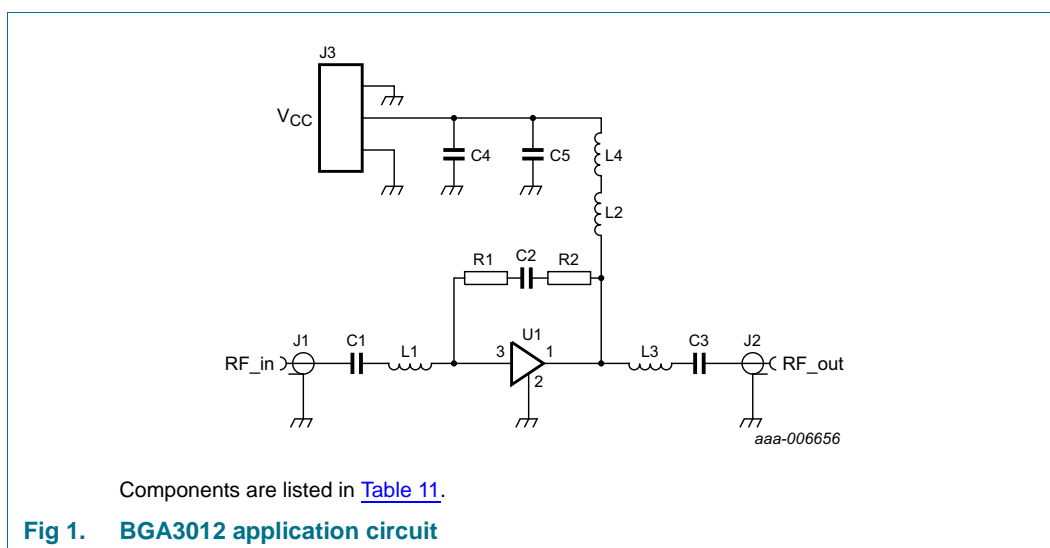 J3
V_CC
C4
C5
L4
L2
R1
C2
R2
RF_in
J1
C1
L1
3
U1
1
2
L3
C3
J2
RF_out
aaa-006656
Components are listed in Table 11.
Fig 1. BGA3012 application circuit